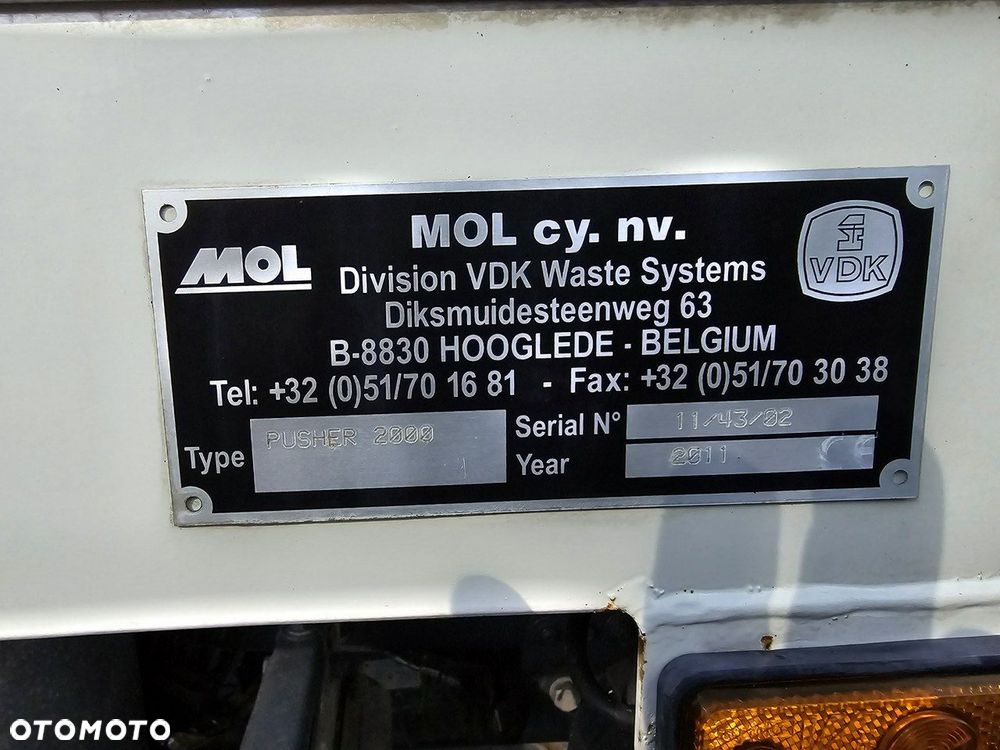 MOL
MOL cy. nv.
1
VDK
Division VDK Waste Systems
Diksmuidesteenweg 63
B-8830 HOOGLEDE - BELGIUM
Tel: +32 (0)51/70 16 81 - Fax: +32 (0)51/70 30 38
Type PUSHER 2000
Serial N° 11/43/02
Year 2011 CE
OTOMOTO